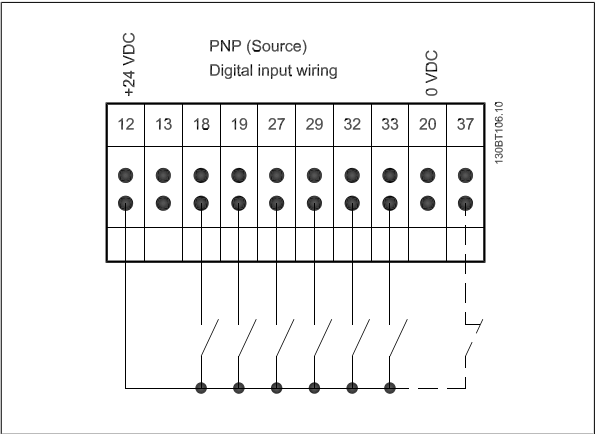 PNP (Source)
Digital input wiring
+24 VDC
0 VDC
12 13 18 19 27 29 32 33 20 37
130BT106.10